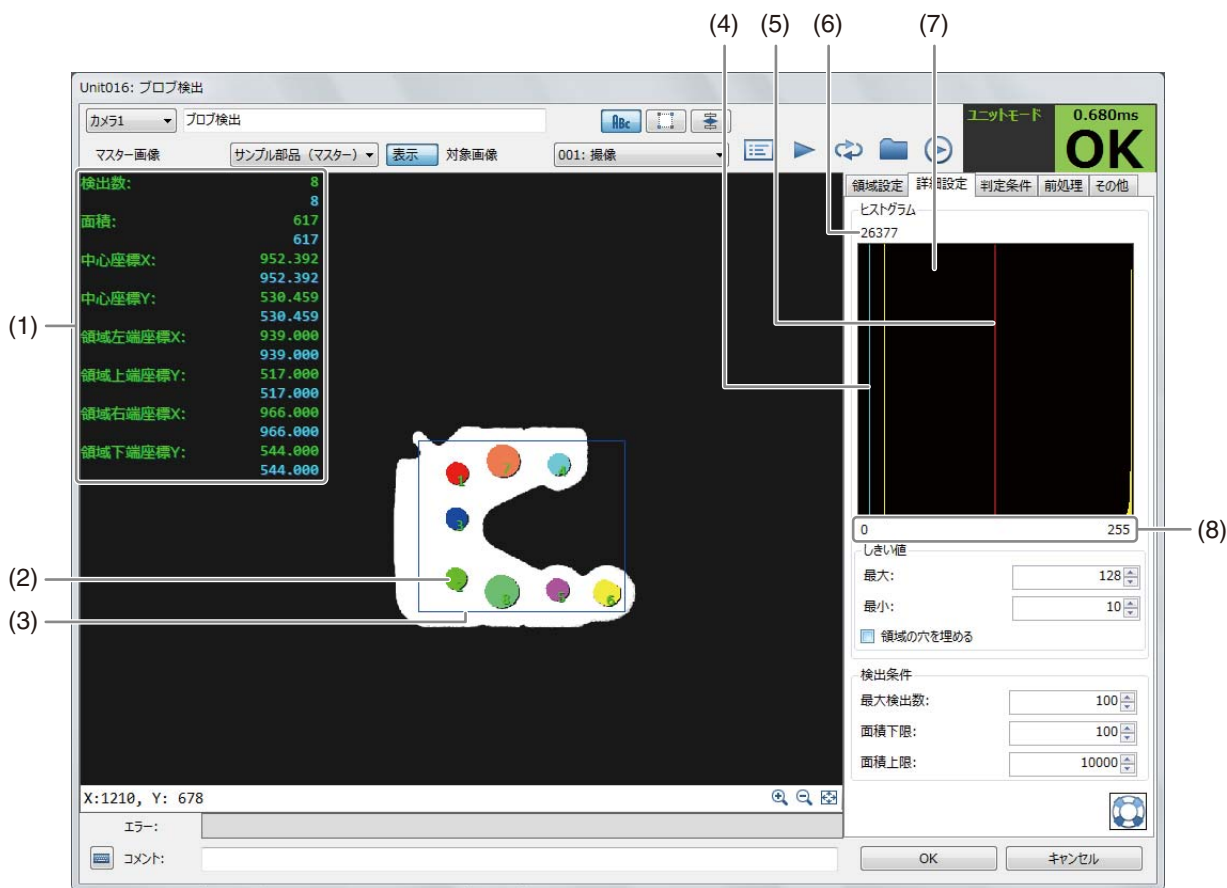 (4) (5) (6) (7)
Unit016: ブロブ検出
カメラ1 ブロブ検出 ABC ユニットモード 0.680ms
OK
マスター画像 サンプル部品（マスター） 表示 対象画像 001: 撮像
検出数: 8
8
面積: 617
617
中心座標X: 952.392
952.392
中心座標Y: 530.459
530.459
領域左端座標X: 939.000
939.000
領域上端座標Y: 517.000
517.000
領域右端座標X: 966.000
966.000
領域下端座標Y: 544.000
544.000
(1)
(2)
(3)
7
1
4
3
2
8
5
6
領域設定 詳細設定 判定条件 前処理 その他
ヒストグラム
26377
0 255
(8)
しきい値
最大: 128
最小: 10
領域の穴を埋める
検出条件
最大検出数: 100
面積下限: 100
面積上限: 10000
X:1210, Y: 678
エラー:
コメント:
OK キャンセル